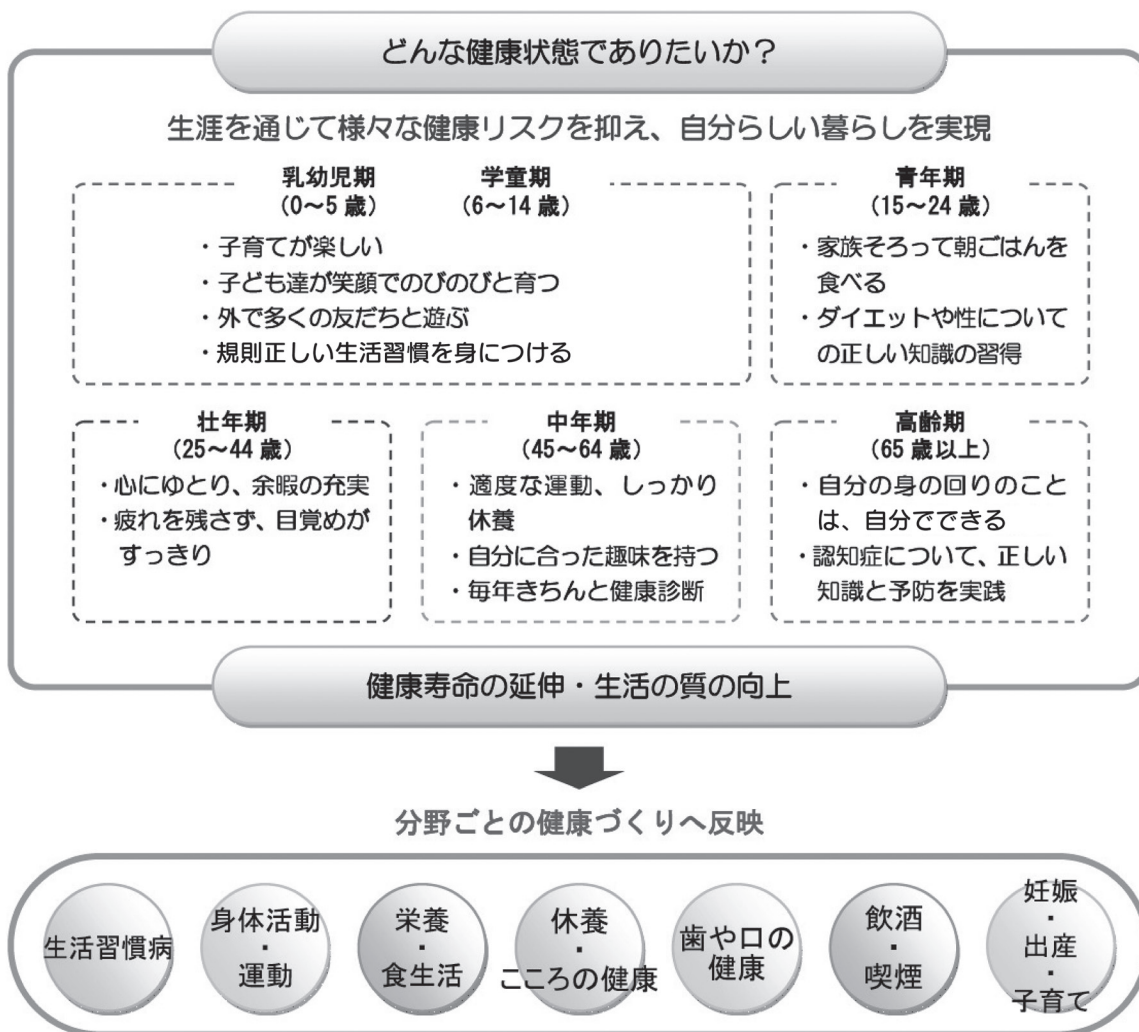 どんな健康状態でありたいか？
生涯を通じて様々な健康リスクを抑え、自分らしい暮らしを実現
乳幼児期
(0～5 歳)
学童期
(6～14 歳)
・子育てが楽しい
・子ども達が笑顔でのびのびと育つ
・外で多くの友だちと遊ぶ
・規則正しい生活習慣を身につける
青年期
(15～24 歳)
・家族そろって朝ごはんを
食べる
・ダイエットや性について
の正しい知識の習得
壮年期
(25～44 歳)
・心にゆとり、余暇の充実
・疲れを残さず、目覚めが
すっきり
中年期
(45～64 歳)
・適度な運動、しっかり
休養
・自分に合った趣味を持つ
・毎年きちんと健康診断
高齢期
(65 歳以上)
・自分の身の回りのこと
は、自分でできる
・認知症について、正しい
知識と予防を実践
健康寿命の延伸・生活の質の向上
分野ごとの健康づくりへ反映
生活習慣病
身体活動
・
運動
栄養
・
食生活
休養
・
こころの健康
歯や口の
健康
飲酒
・
喫煙
妊娠
・
出産
・
子育て